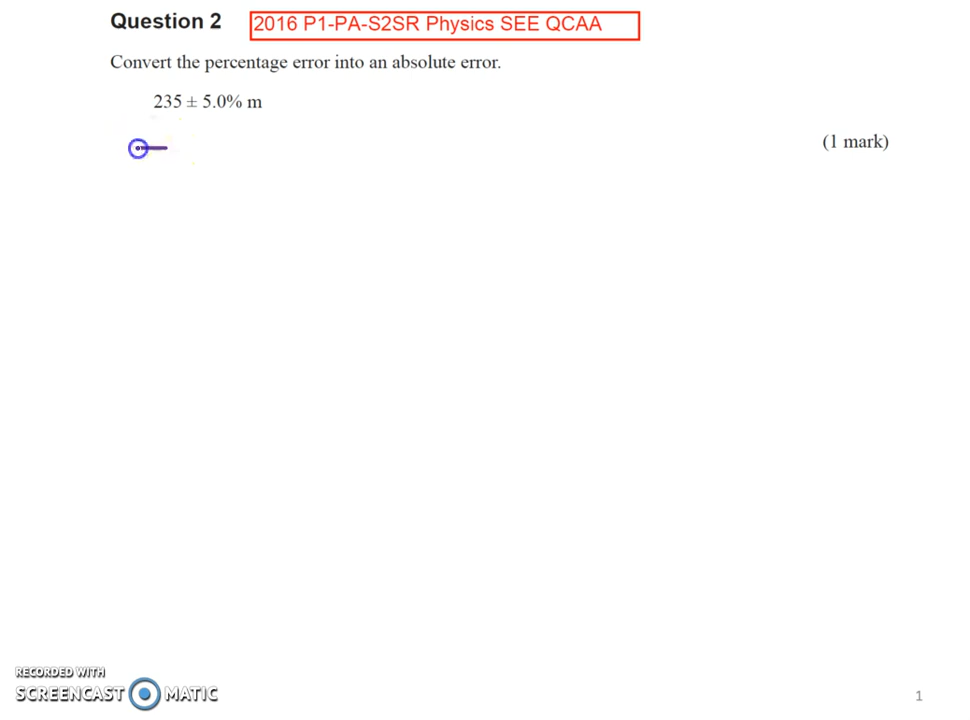 Question 2 2016 P1-PA-S2SR Physics SEE QCAA
Convert the percentage error into an absolute error.
235 ± 5.0% m
(1 mark)
RECORDED WITH
SCREENCAST MATIC
1